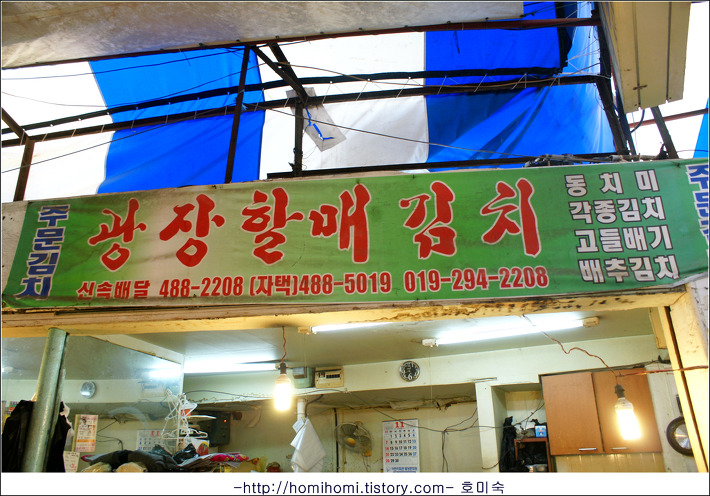 주문김치
광장할매김치
신속배달 488-2208 (자택)488-5019 019-294-2208
동치미
각종김치
고들배기
배추김치
-http://homihomi.tistory.com- 호미숙